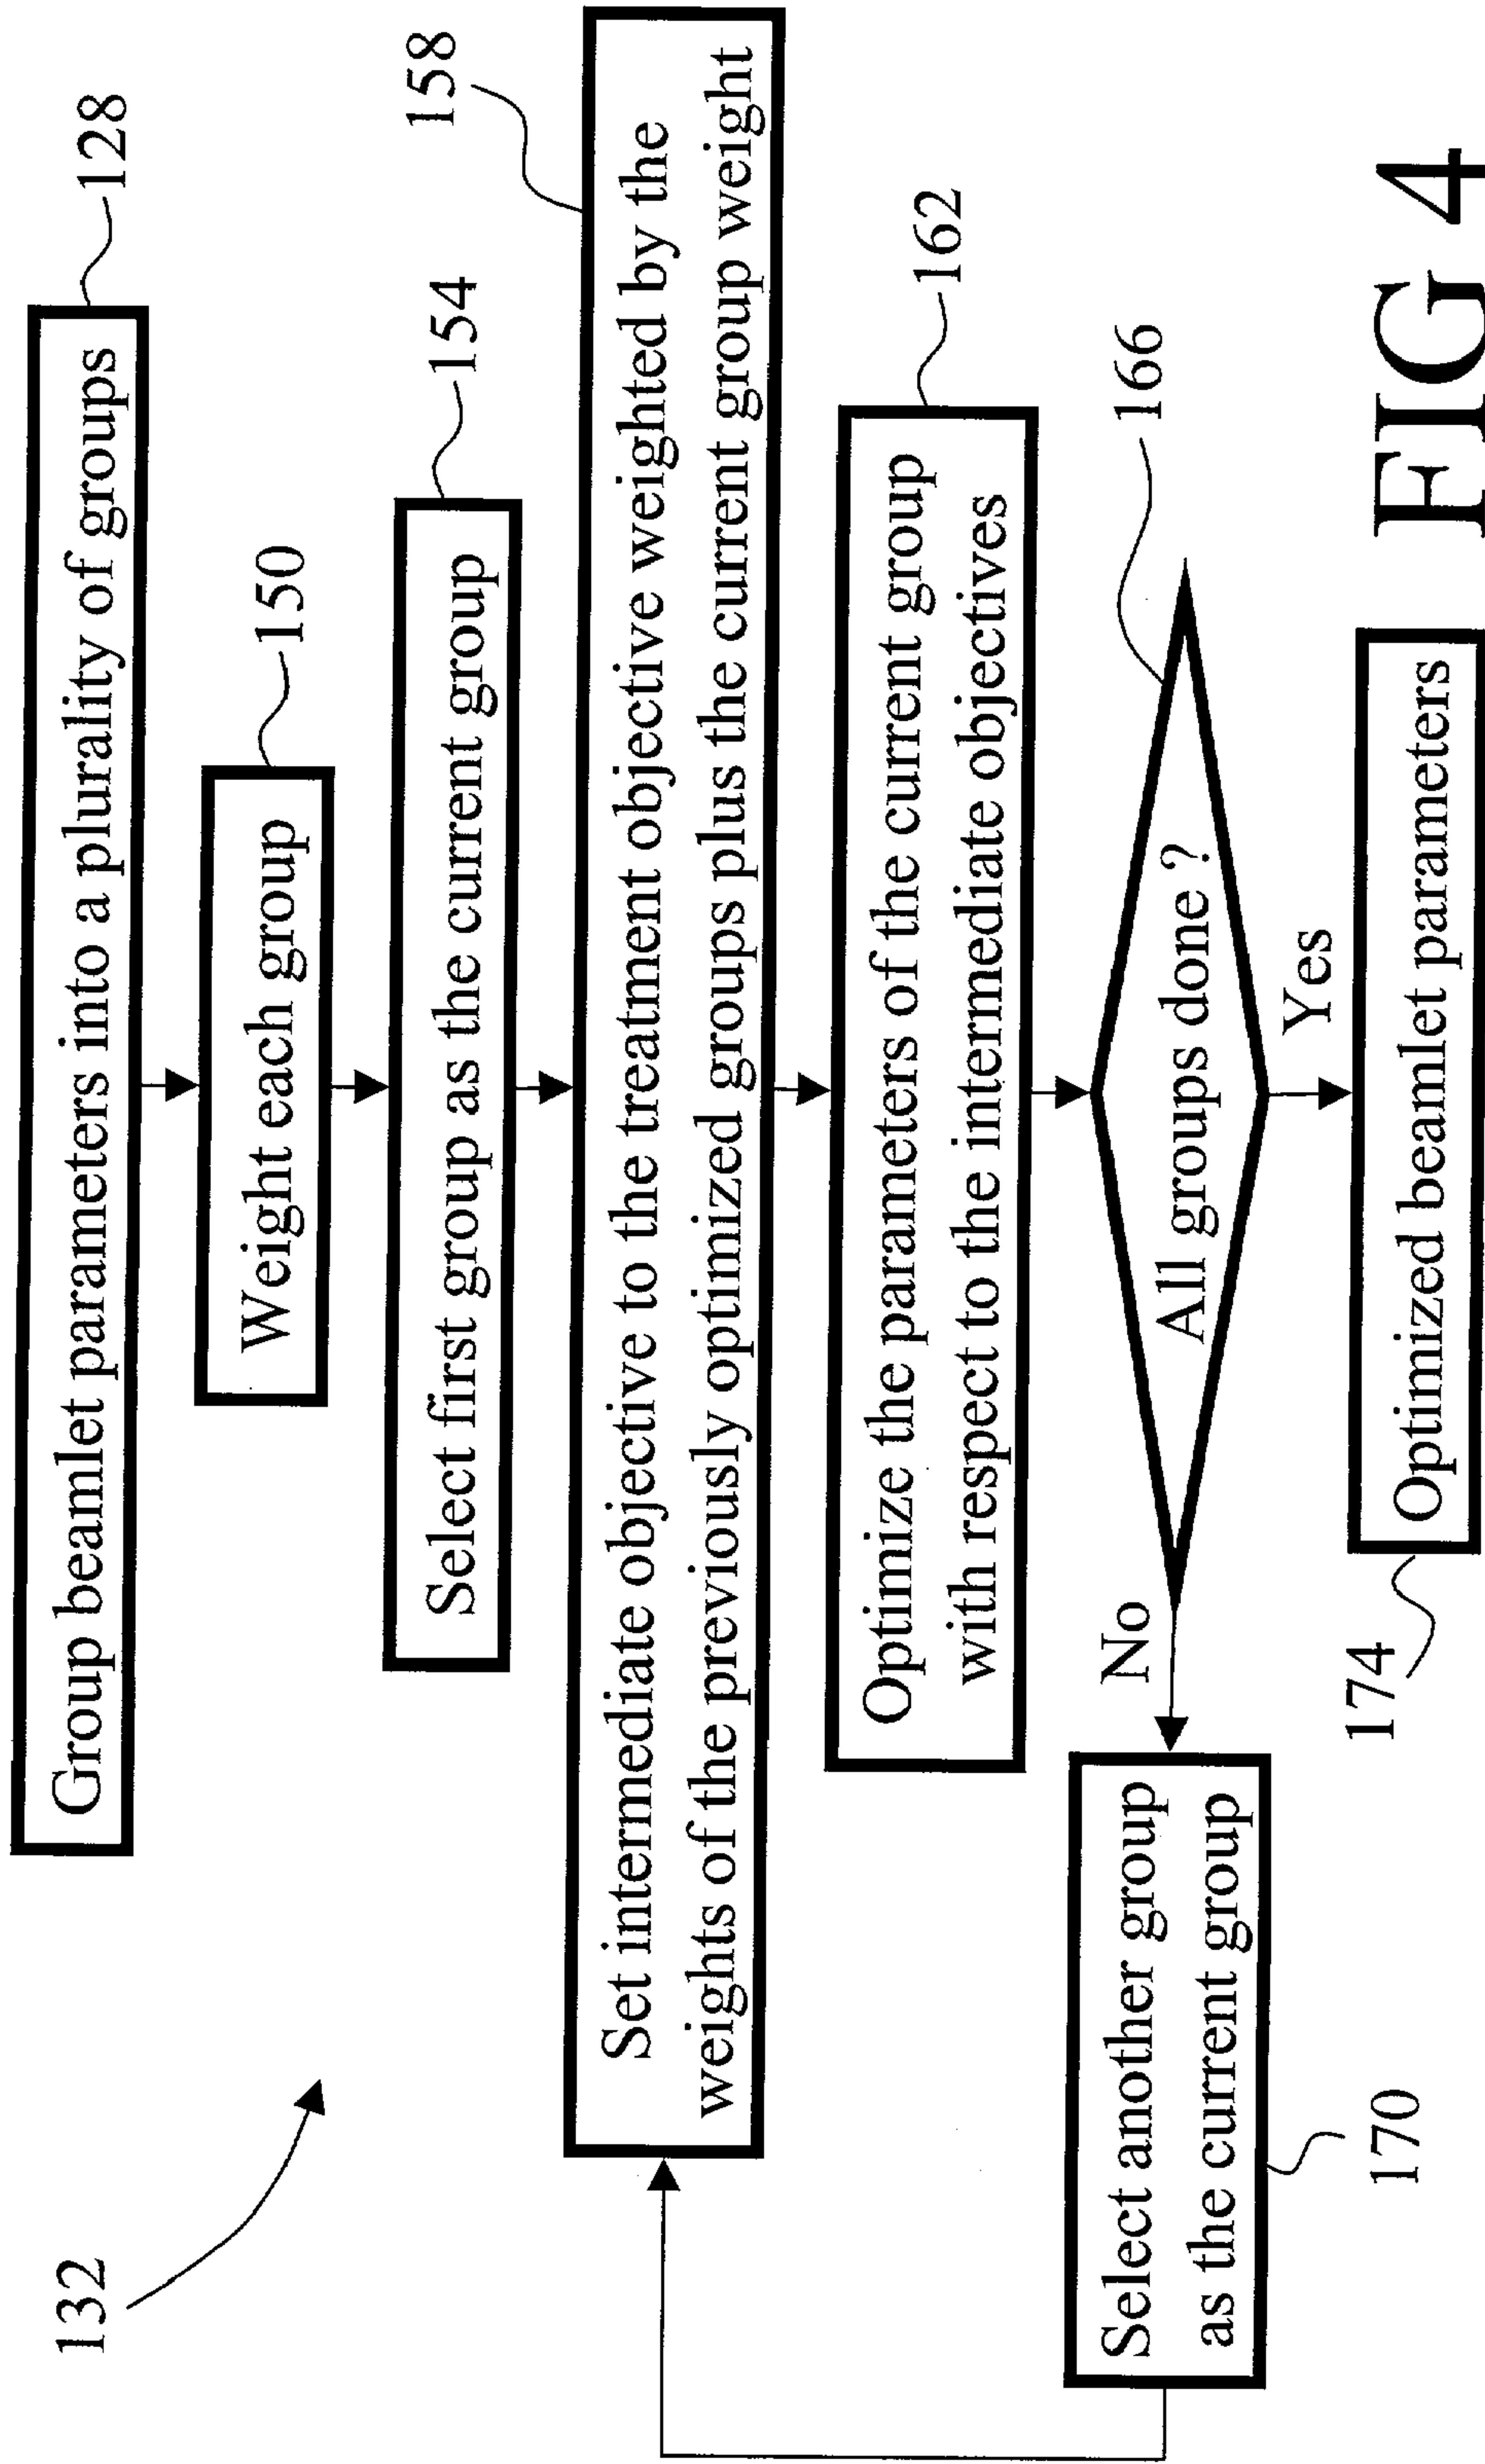 132
Group beamlet parameters into a plurality of groups
128
Weight each group
150
Select first group as the current group
154
158
Set intermediate objective to the treatment objective weighted by the
weights of the previously optimized groups plus the current group weight
Optimize the parameters of the current group
with respect to the intermediate objectives
162
All groups done ?
166
No
Yes
Select another group
as the current group
170
174
Optimized beamlet parameters
FIG 4